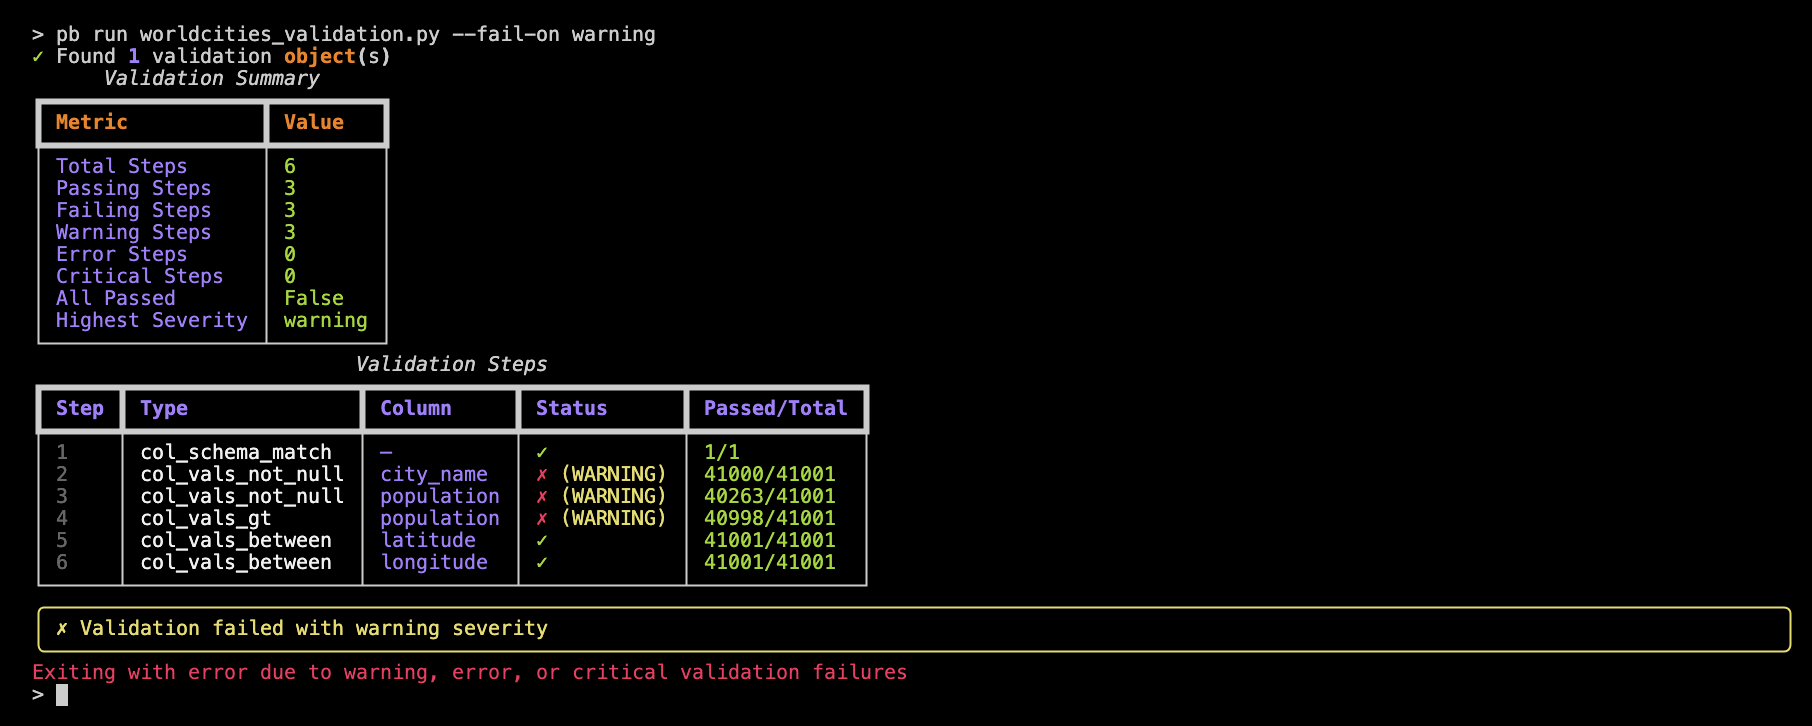 > pb run worldcities_validation.py --fail-on warning
✓ Found 1 validation object(s)
Validation Summary
Metric Value
Total Steps 6
Passing Steps 3
Failing Steps 3
Warning Steps 3
Error Steps 0
Critical Steps 0
All Passed False
Highest Severity warning
Validation Steps
Step Type Column Status Passed/Total
1 col_schema_match — ✓ 1/1
2 col_vals_not_null city_name ✗ (WARNING) 41000/41001
3 col_vals_not_null population ✗ (WARNING) 40263/41001
4 col_vals_gt population ✗ (WARNING) 40998/41001
5 col_vals_between latitude ✓ 41001/41001
6 col_vals_between longitude ✓ 41001/41001
✗ Validation failed with warning severity
Exiting with error due to warning, error, or critical validation failures
>